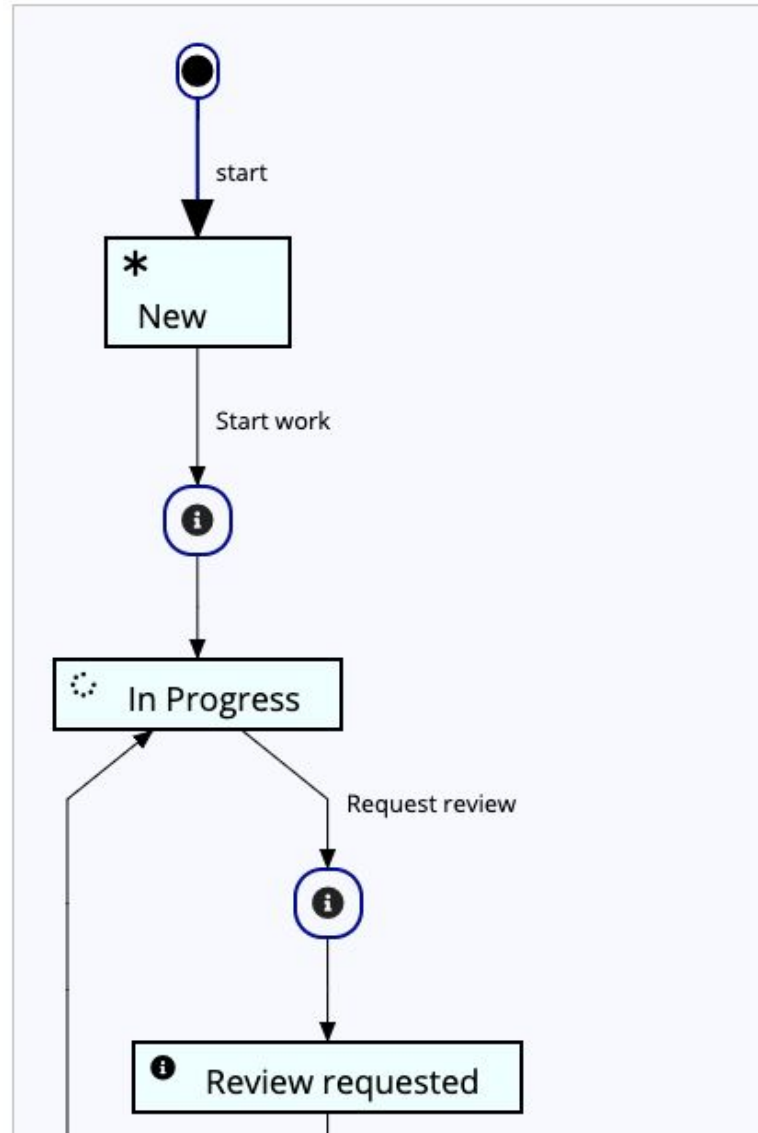 start
New
Start work
In Progress
Request review
Review requested